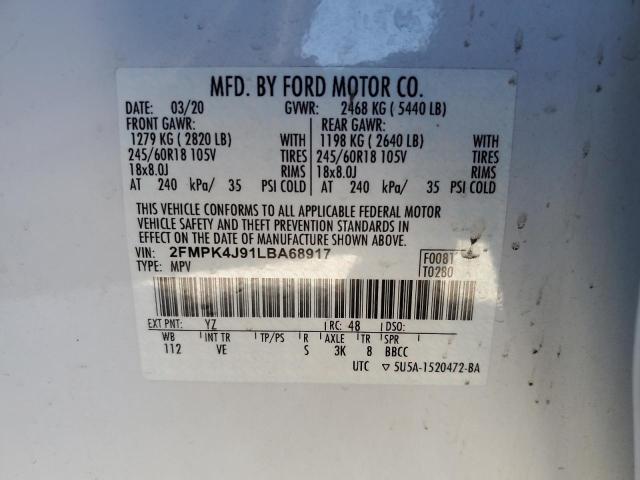 MFD. BY FORD MOTOR CO.
DATE: 03/20 GVWR: 2468 KG ( 5440 LB)
FRONT GAWR: REAR GAWR:
1279 KG ( 2820 LB) WITH 1198 KG ( 2640 LB) WITH
245/60R18 105V TIRES 245/60R18 105V TIRES
18x8.0J RIMS 18x8.0J RIMS
AT 240 kPa/ 35 PSI COLD AT 240 kPa/ 35 PSI COLD
THIS VEHICLE CONFORMS TO ALL APPLICABLE FEDERAL MOTOR
VEHICLE SAFETY AND THEFT PREVENTION STANDARDS IN
EFFECT ON THE DATE OF MANUFACTURE SHOWN ABOVE.
VIN: 2FMPK4J91LBA68917 F0081
TYPE: MPV T0280
EXT PNT: YZ RC: 48 DSO:
WB INT TR TP/PS R AXLE TR SPR
112 VE S 3K 8 BBCC
UTC ▽ 5U5A-1520472-BA